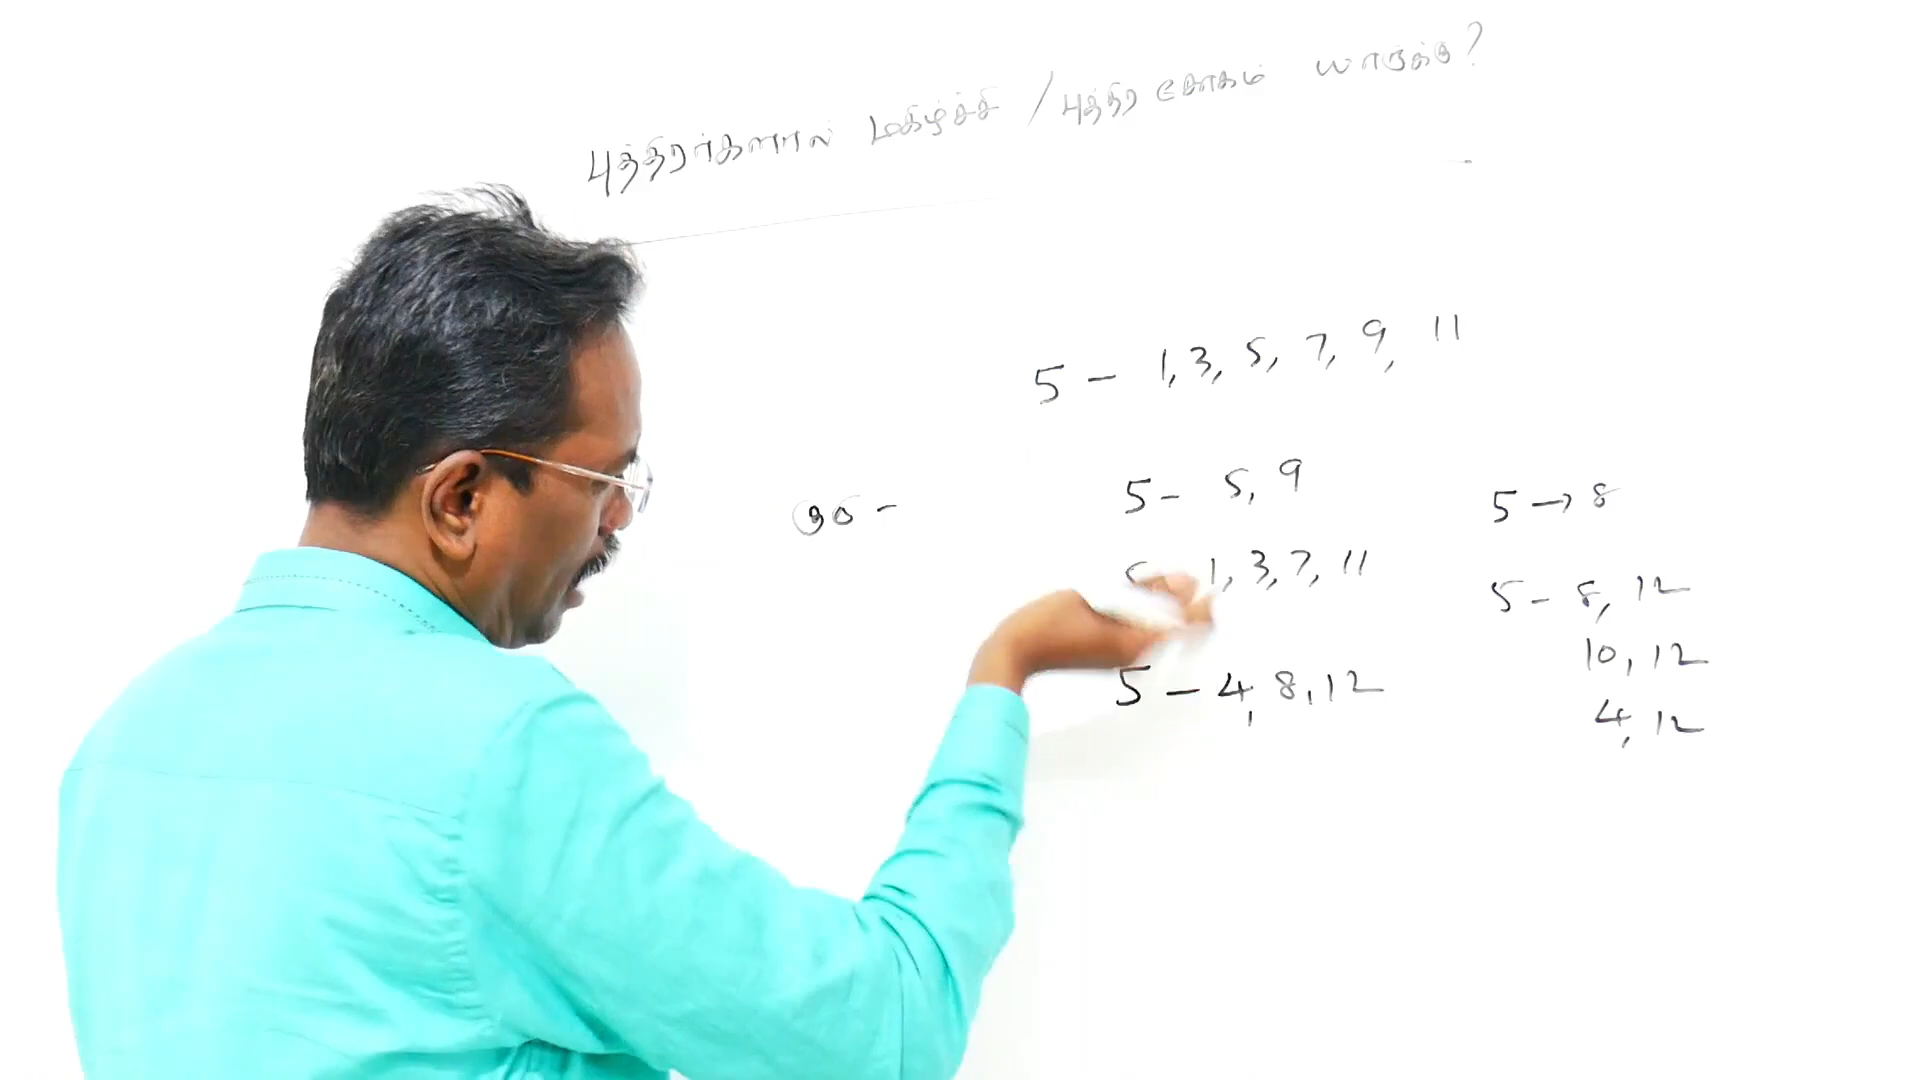 புத்திரர்களால் மகிழ்ச்சி / புத்திர சோகம் யாருக்கு?
5 - 1, 3, 5, 7, 9, 11
குரு -
5 - 5, 9
5 - 1, 3, 7, 11
5 - 4, 8, 12
5 → 8
5 - 8, 12
10, 12
4, 12